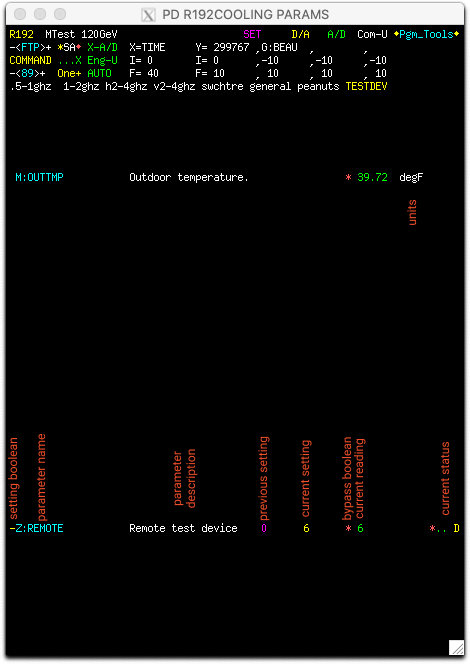 PD R192COOLING PARAMS
R192 MTest 120GeV SET D/A A/D Com-U ◆Pgm_Tools◆
-<FTP>+ *SA◆ X-A/D X=TIME Y= 299767 ,G:BEAU , ,
COMMAND ...X Eng-U I= 0 I= 0 ,-10 ,-10 ,-10
-<89>+ One+ AUTO F= 40 F= 10 , 10 , 10 , 10
.5-1ghz 1-2ghz h2-4ghz v2-4ghz swchtre general peanuts TESTDEV
M:OUTTMP Outdoor temperature. * 39.72 degF
units
setting boolean
parameter name
parameter
description
previous setting
current setting
bypass boolean
current reading
current status
-Z:REMOTE Remote test device 0 6 * 6 *.. D